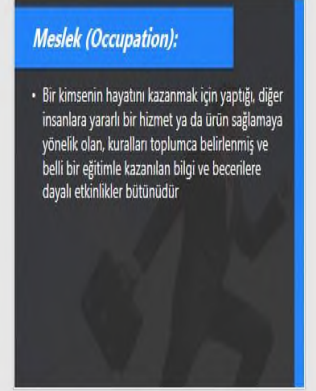 Meslek (Occupation):
• Bir kimsenin hayatını kazanmak için yaptığı, diğer
insanlara yararlı bir hizmet ya da ürün sağlamaya
yönelik olan, kuralları toplumca belirlenmiş ve
belli bir eğitimle kazanılan bilgi ve becerilere
dayalı etkinlikler bütünüdür